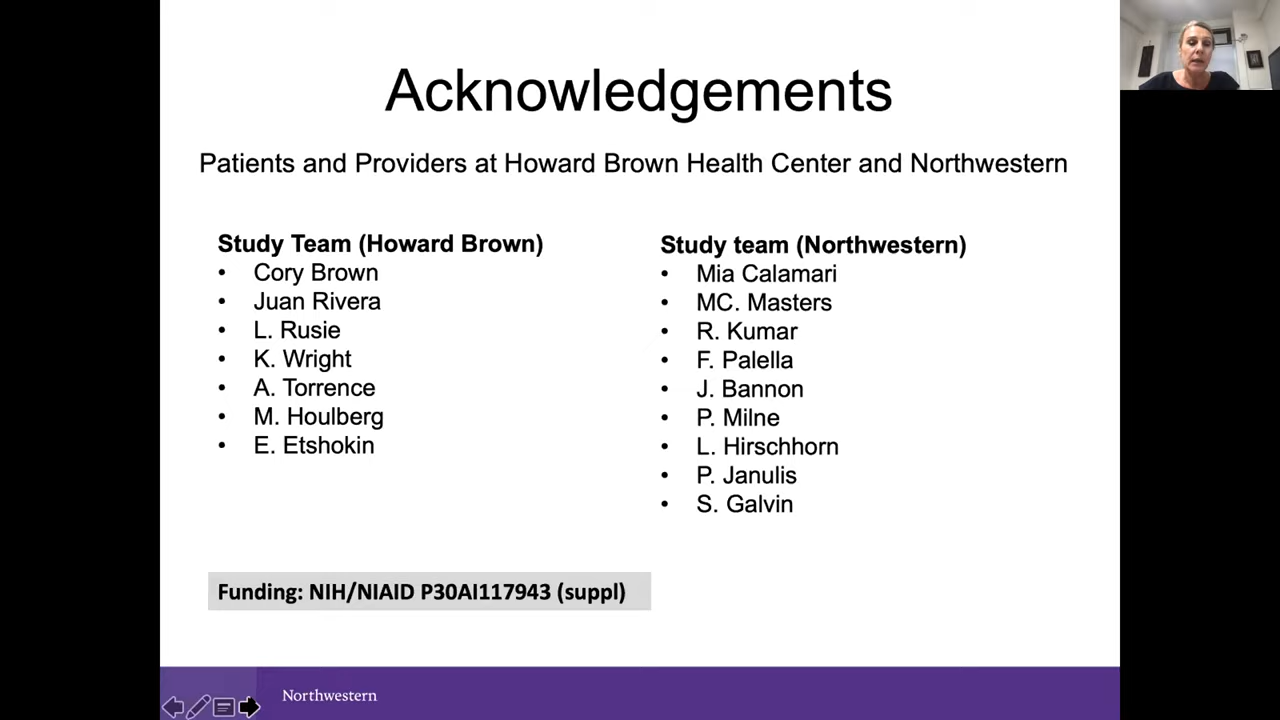 Acknowledgements
Patients and Providers at Howard Brown Health Center and Northwestern
Study Team (Howard Brown)
• Cory Brown
• Juan Rivera
• L. Rusie
• K. Wright
• A. Torrence
• M. Houlberg
• E. Etshokin
Study team (Northwestern)
• Mia Calamari
• MC. Masters
• R. Kumar
• F. Palella
• J. Bannon
• P. Milne
• L. Hirschhorn
• P. Janulis
• S. Galvin
Funding: NIH/NIAID P30AI117943 (suppl)
Northwestern